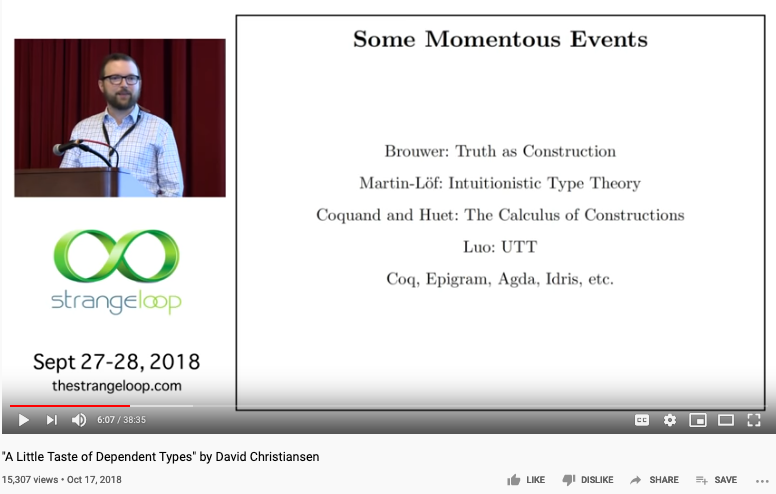 Some Momentous Events
Brouwer: Truth as Construction
Martin-Löf: Intuitionistic Type Theory
Coquand and Huet: The Calculus of Constructions
Luo: UTT
Coq, Epigram, Agda, Idris, etc.
strangeloop
Sept 27-28, 2018
thestrangeloop.com
6:07 / 38:35
CC
"A Little Taste of Dependent Types" by David Christiansen
15,307 views • Oct 17, 2018
LIKE DISLIKE SHARE SAVE